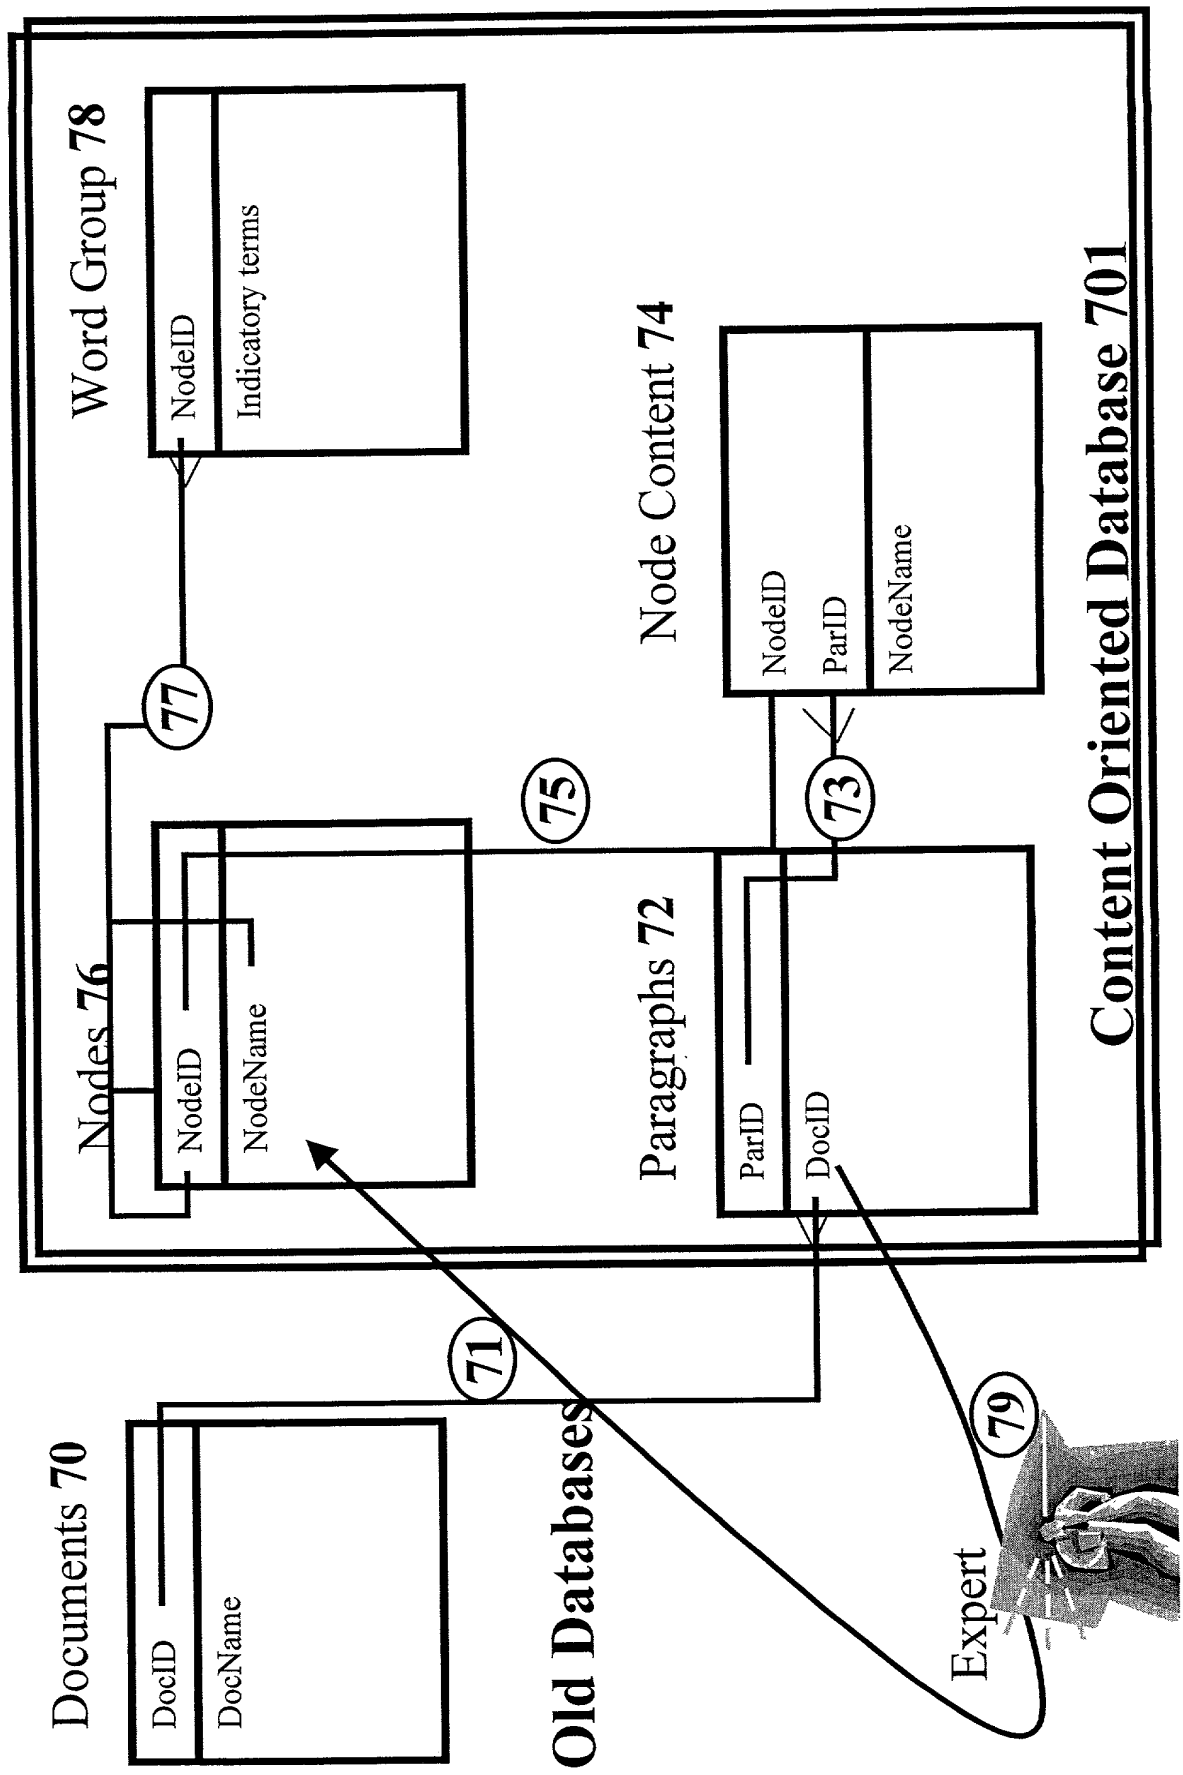 Documents 70
DocID
DocName
Old Databases
71
Expert
79
Nodes 76
NodeID
NodeName
77
Word Group 78
NodeID
Indicatory terms
75
Paragraphs 72
ParID
DocID
73
Node Content 74
NodeID
ParID
NodeName
Content Oriented Database 701